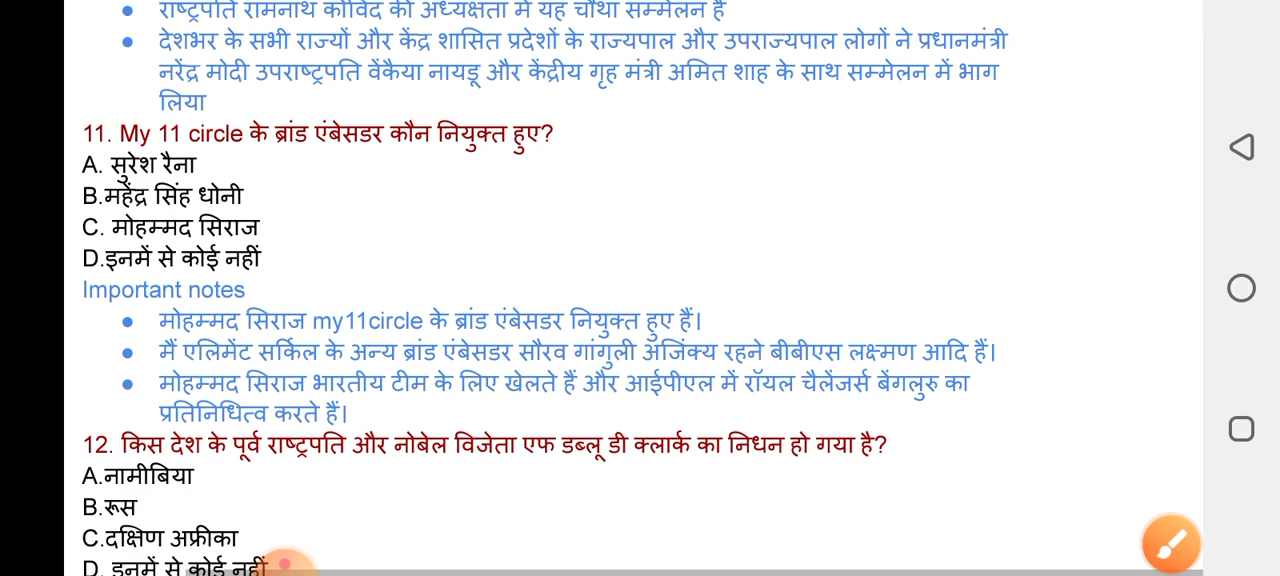 राष्ट्रपति रामनाथ कोविंद की अध्यक्षता में यह चौथा सम्मेलन है
देशभर के सभी राज्यों और केंद्र शासित प्रदेशों के राज्यपाल और उपराज्यपाल लोगों ने प्रधानमंत्री
नरेंद्र मोदी उपराष्ट्रपति वेंकैया नायडू और केंद्रीय गृह मंत्री अमित शाह के साथ सम्मेलन में भाग
लिया
11. My 11 circle के ब्रांड एंबेसडर कौन नियुक्त हुए?
A. सुरेश रैना
B.महेंद्र सिंह धोनी
C. मोहम्मद सिराज
D.इनमें से कोई नहीं
Important notes
मोहम्मद सिराज my11circle के ब्रांड एंबेसडर नियुक्त हुए हैं।
मैं एलिमेंट सर्किल के अन्य ब्रांड एंबेसडर सौरव गांगुली अजिंक्य रहने बीबीएस लक्ष्मण आदि हैं।
मोहम्मद सिराज भारतीय टीम के लिए खेलते हैं और आईपीएल में रॉयल चैलेंजर्स बेंगलुरु का
प्रतिनिधित्व करते हैं।
12. किस देश के पूर्व राष्ट्रपति और नोबेल विजेता एफ डब्लू डी क्लार्क का निधन हो गया है?
A.नामीबिया
B.रूस
C.दक्षिण अफ्रीका
D. इनमें से कोई नहीं